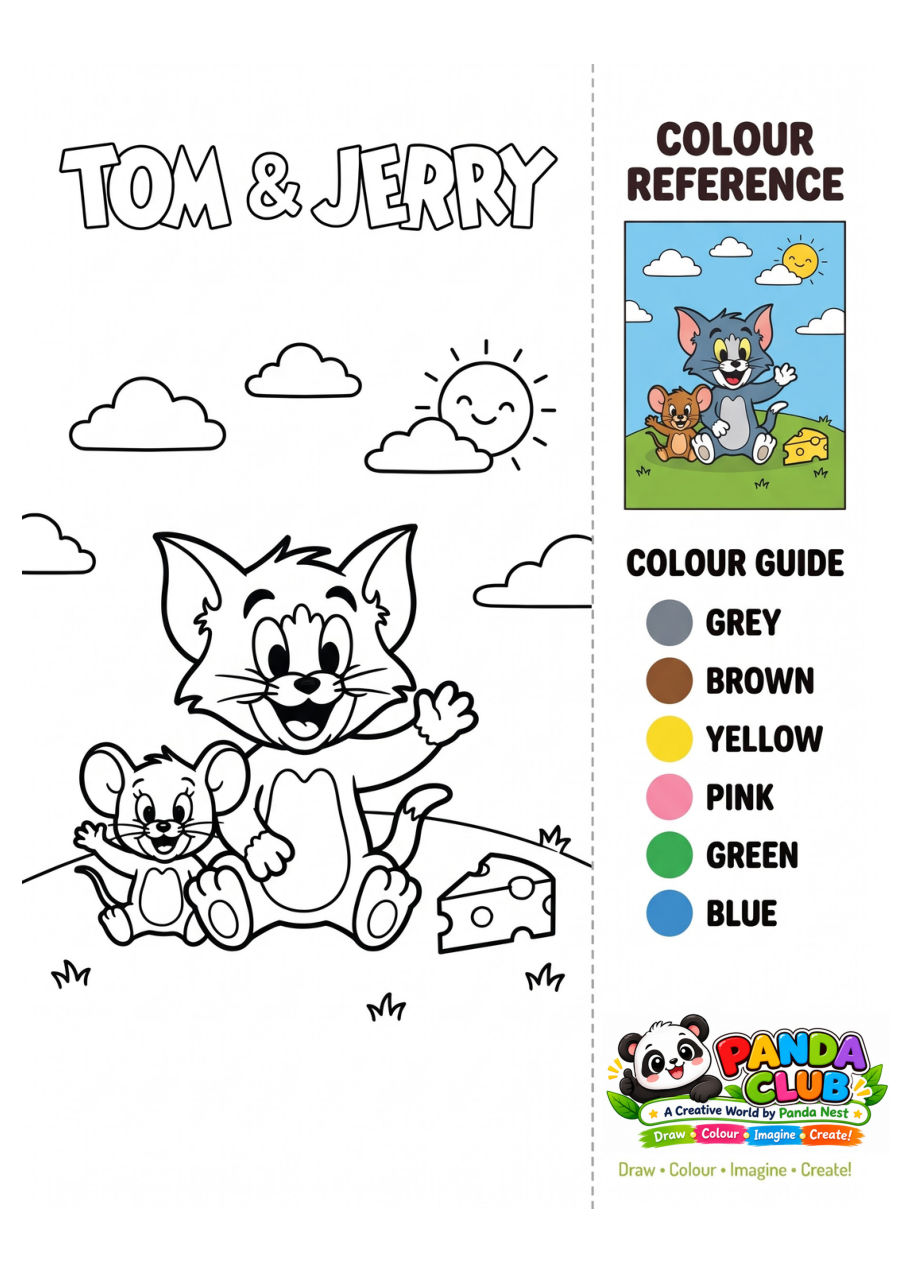 TOM & JERRY
COLOUR
REFERENCE
COLOUR GUIDE
GREY
BROWN
YELLOW
PINK
GREEN
BLUE
PANDA
CLUB
A Creative World by Panda Nest
Draw • Colour • Imagine • Create!
Draw • Colour • Imagine • Create!